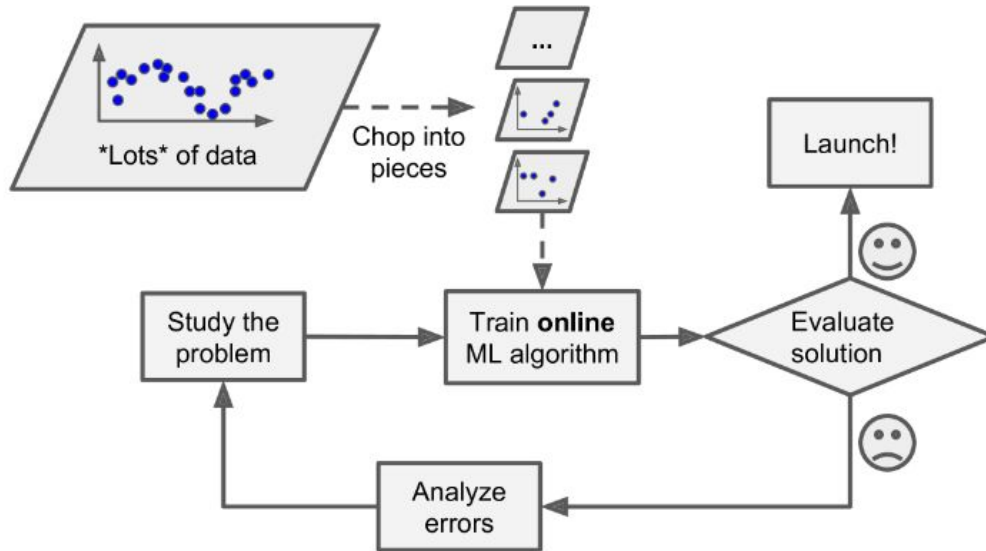 ...
*Lots* of data
Chop into
pieces
Launch!
Study the
problem
Train online
ML algorithm
Evaluate
solution
Analyze
errors